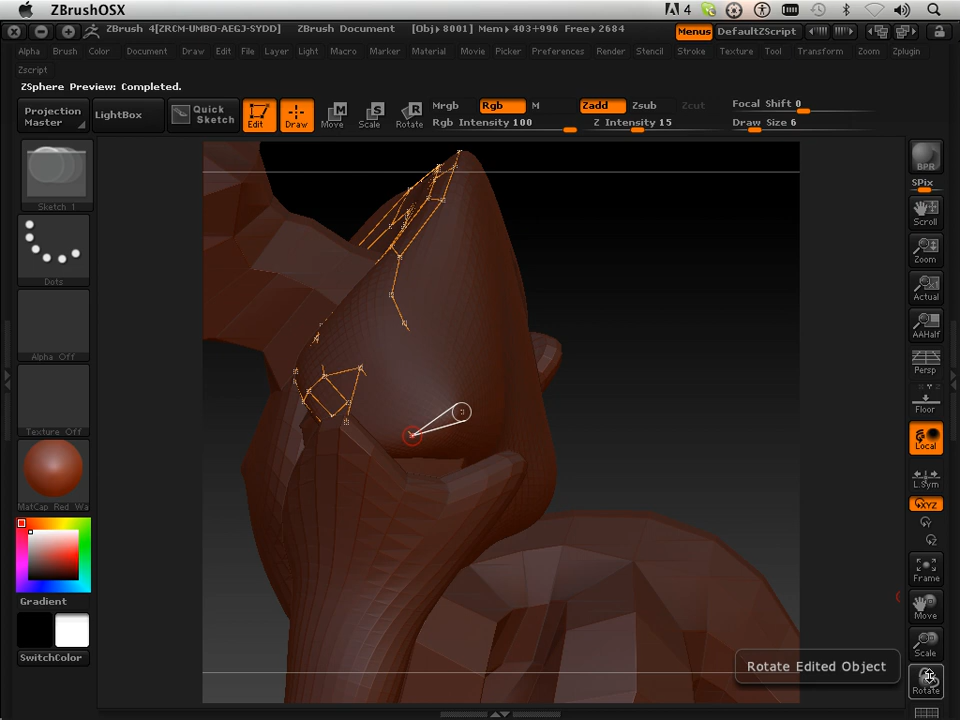 ZBrushOSX 4
ZBrush 4[ZRCM-UMBO-AEGJ-SYDD] ZBrush Document [Obj▸8001] Mem▸403+996 Free▸2684 Menus DefaultZScript
Alpha Brush Color Document Draw Edit File Layer Light Macro Marker Material Movie Picker Preferences Render Stencil Stroke Texture Tool Transform Zoom Zplugin
Zscript
ZSphere Preview: Completed.
Projection Master
LightBox
Quick Sketch
Edit
Draw
Move
Scale
Rotate
Mrgb Rgb M Zadd Zsub Zcut Focal Shift 0
Rgb Intensity 100 Z Intensity 15 Draw Size 6
Sketch 1
Dots
Alpha Off
Texture Off
MatCap Red Wa
Gradient
SwitchColor
BPR
SPix
Scroll
Zoom
Actual
AAHalf
Persp
Floor
Local
L.Sym
XYZ
Y
Z
Frame
Move
Scale
Rotate
Rotate Edited Object